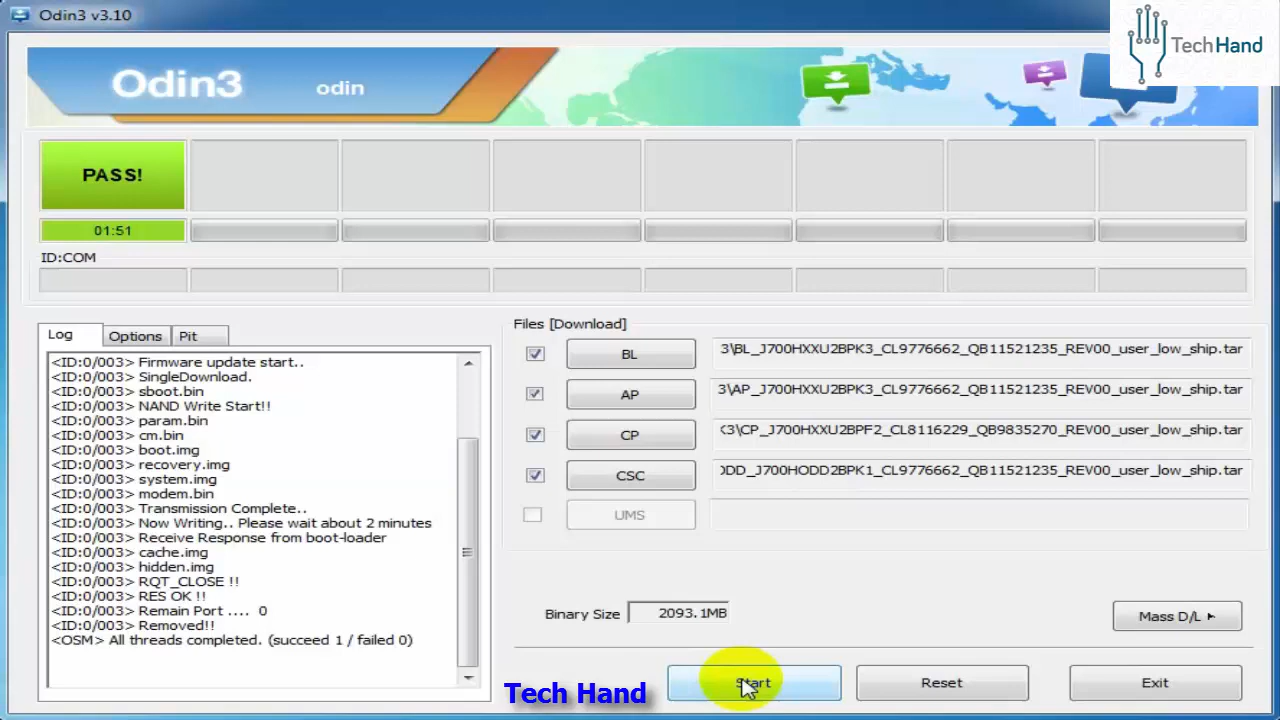 Odin3 v3.10
TechHand
Odin3 odin
PASS!
01:51
ID:COM
Log Options Pit
<ID:0/003> Firmware update start..
<ID:0/003> SingleDownload.
<ID:0/003> sboot.bin
<ID:0/003> NAND Write Start!!
<ID:0/003> param.bin
<ID:0/003> cm.bin
<ID:0/003> boot.img
<ID:0/003> recovery.img
<ID:0/003> system.img
<ID:0/003> modem.bin
<ID:0/003> Transmission Complete..
<ID:0/003> Now Writing.. Please wait about 2 minutes
<ID:0/003> Receive Response from boot-loader
<ID:0/003> cache.img
<ID:0/003> hidden.img
<ID:0/003> RQT_CLOSE !!
<ID:0/003> RES OK !!
<ID:0/003> Remain Port .... 0
<ID:0/003> Removed!!
<OSM> All threads completed. (succeed 1 / failed 0)
Files [Download]
BL 3\BL_J700HXXU2BPK3_CL9776662_QB11521235_REV00_user_low_ship.tar
AP 3\AP_J700HXXU2BPK3_CL9776662_QB11521235_REV00_user_low_ship.tar
CP K3\CP_J700HXXU2BPF2_CL8116229_QB9835270_REV00_user_low_ship.tar
CSC ODD_J700HODD2BPK1_CL9776662_QB11521235_REV00_user_low_ship.tar
UMS
Binary Size 2093.1MB
Mass D/L
Start Reset Exit
Tech Hand